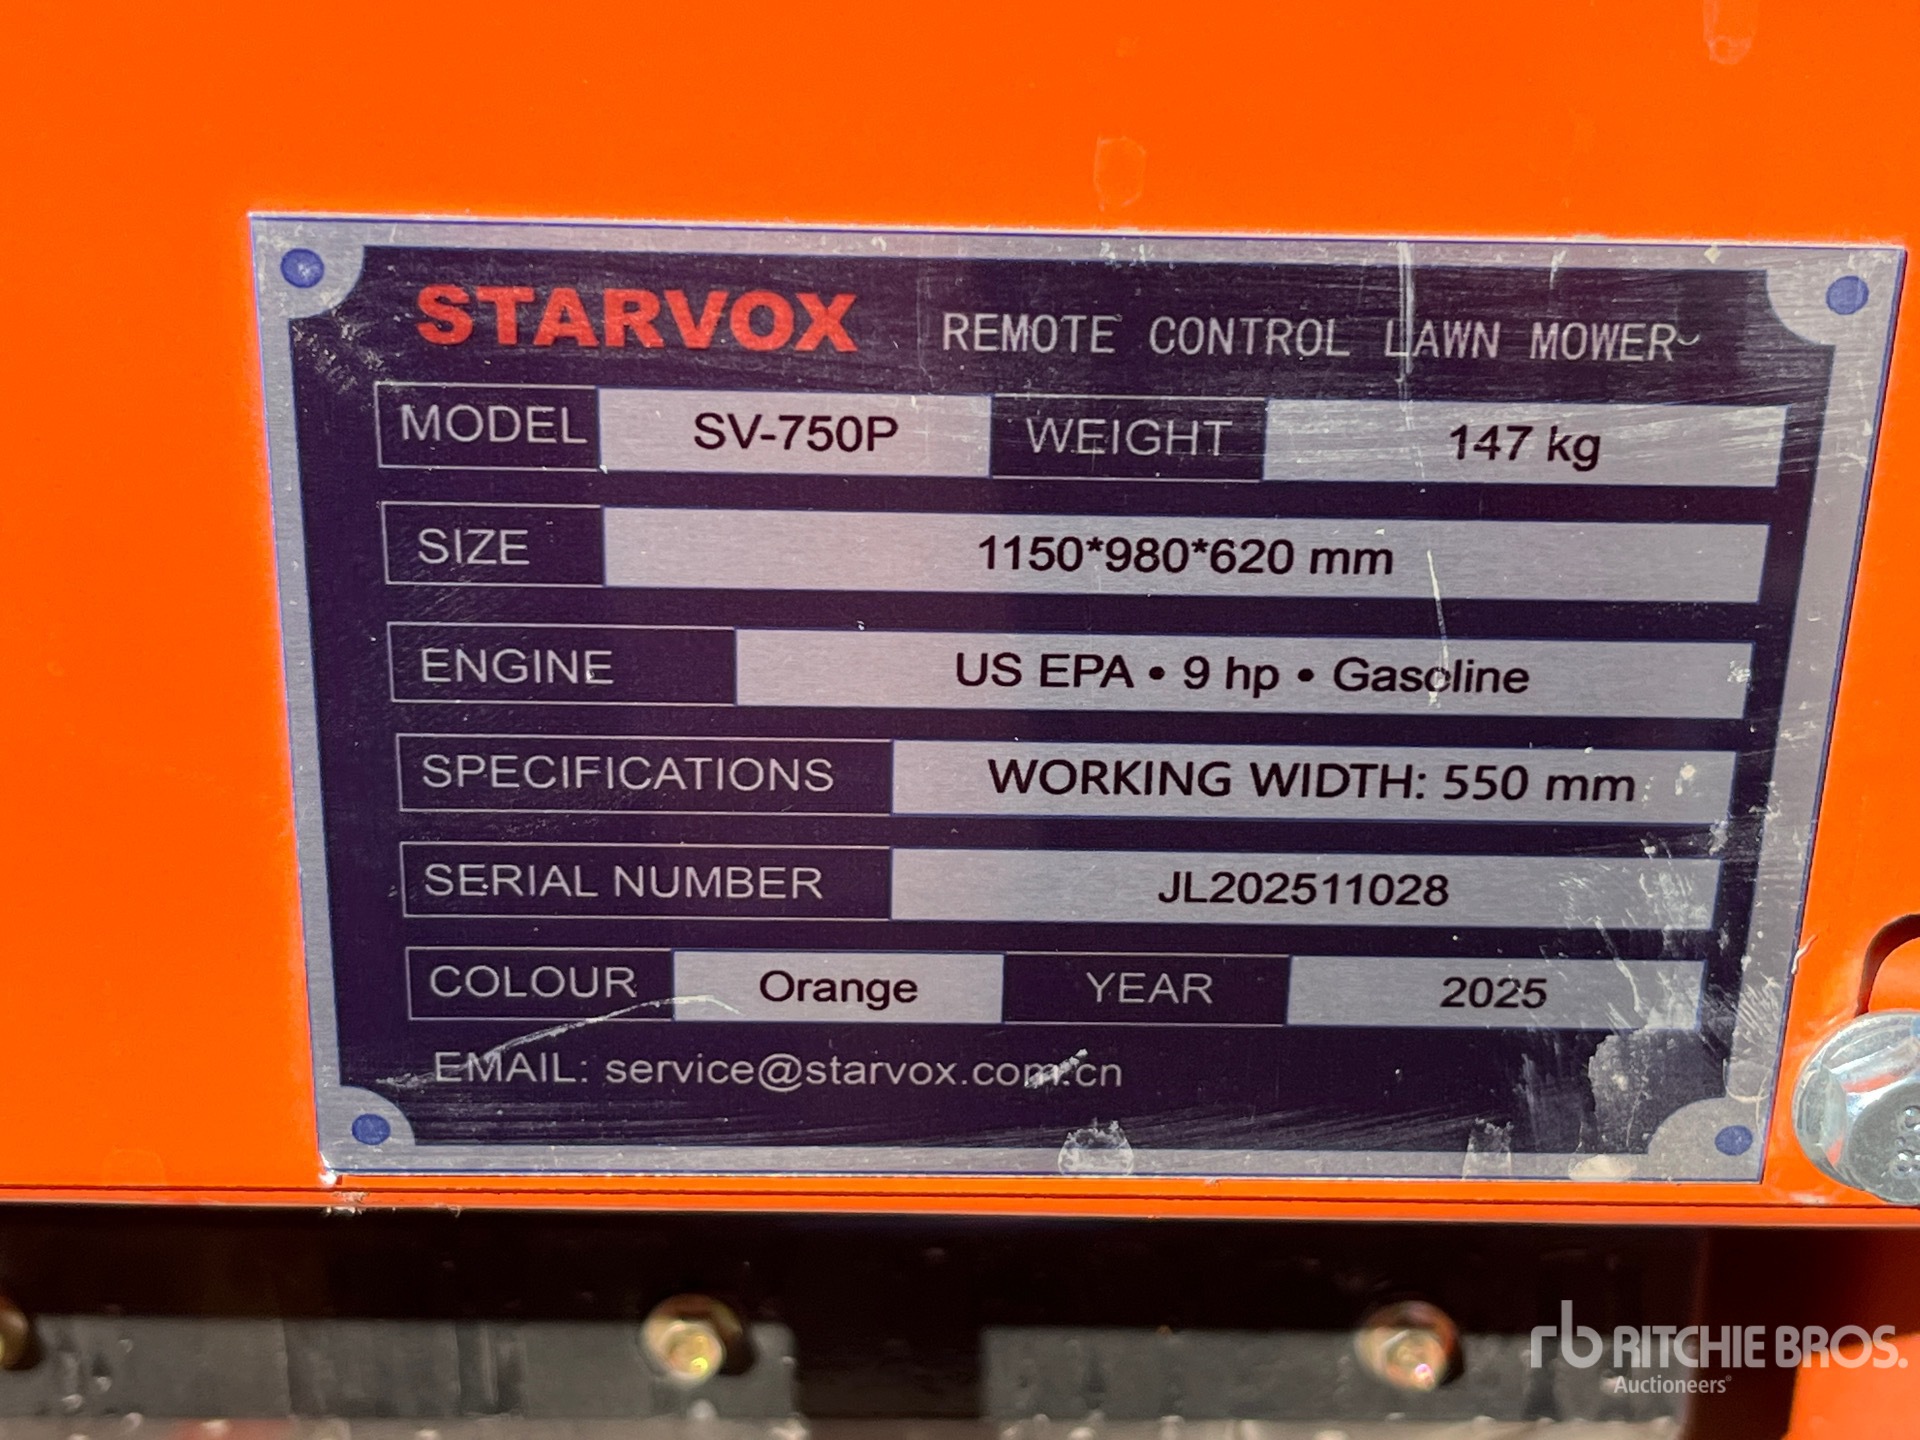 STARVOX REMOTE CONTROL LAWN MOWER
MODEL SV-750P WEIGHT 147 kg
SIZE 1150*980*620 mm
ENGINE US EPA • 9 hp • Gasoline
SPECIFICATIONS WORKING WIDTH: 550 mm
SERIAL NUMBER JL202511028
COLOUR Orange YEAR 2025
EMAIL: service@starvox.com.cn
rb RITCHIE BROS.
Auctioneers®